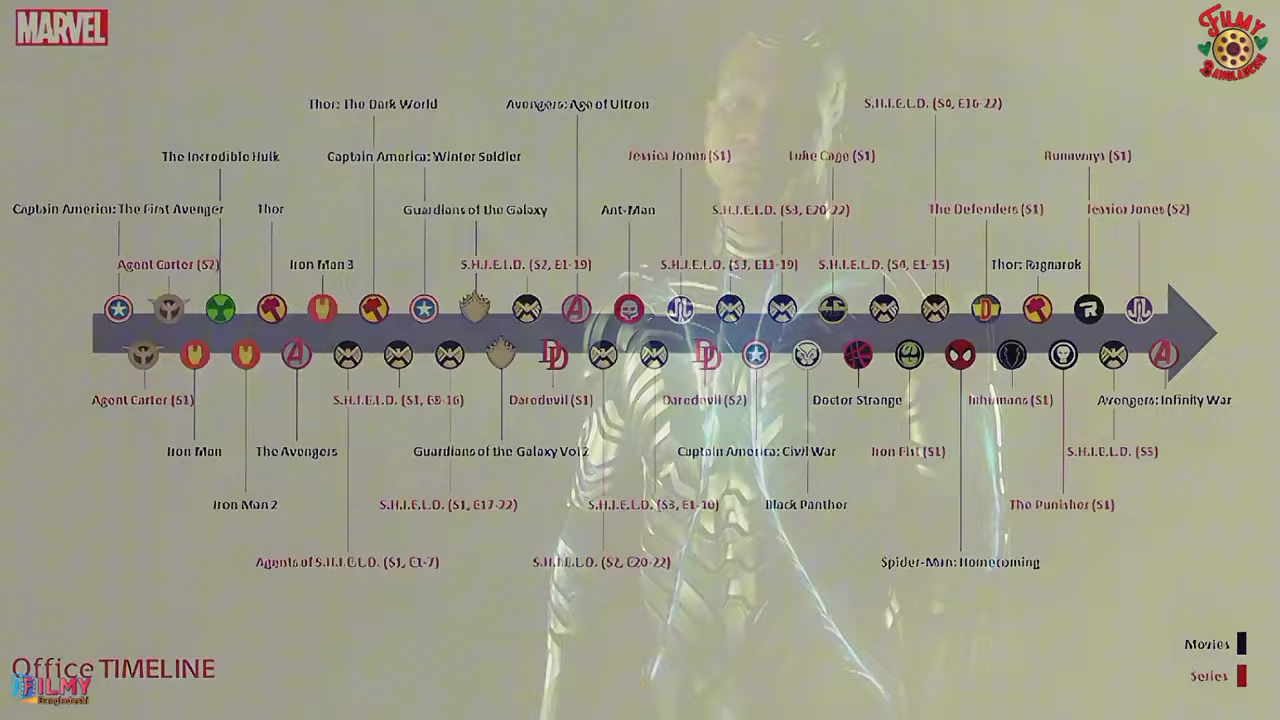 MARVEL
FILMY
BANGLADESHI
Thor: The Dark World
Avengers: Age of Ultron
S.H.I.E.L.D. (S4, E16-22)
The Incredible Hulk
Captain America: Winter Soldier
Jessica Jones (S1)
Luke Cage (S1)
Runaways (S1)
Captain America: The First Avenger
Thor
Guardians of the Galaxy
Ant-Man
S.H.I.E.L.D. (S3, E20-22)
The Defenders (S1)
Jessica Jones (S2)
Agent Carter (S2)
Iron Man 3
S.H.I.E.L.D. (S2, E1-19)
S.H.I.E.L.D. (S3, E11-19)
S.H.I.E.L.D. (S4, E1-15)
Thor: Ragnarok
Agent Carter (S1)
S.H.I.E.L.D. (S1, E8-16)
Daredevil (S1)
Daredevil (S2)
Doctor Strange
Inhumans (S1)
Avengers: Infinity War
Iron Man
The Avengers
Guardians of the Galaxy Vol 2
Captain America: Civil War
Iron Fist (S1)
S.H.I.E.L.D. (S5)
Iron Man 2
S.H.I.E.L.D. (S1, E17-22)
S.H.I.E.L.D. (S3, E1-10)
Black Panther
The Punisher (S1)
Agents of S.H.I.E.L.D. (S1, E1-7)
S.H.I.E.L.D. (S2, E20-22)
Spider-Man: Homecoming
Movies
Series
Office TIMELINE
FILMY
Bangladeshi